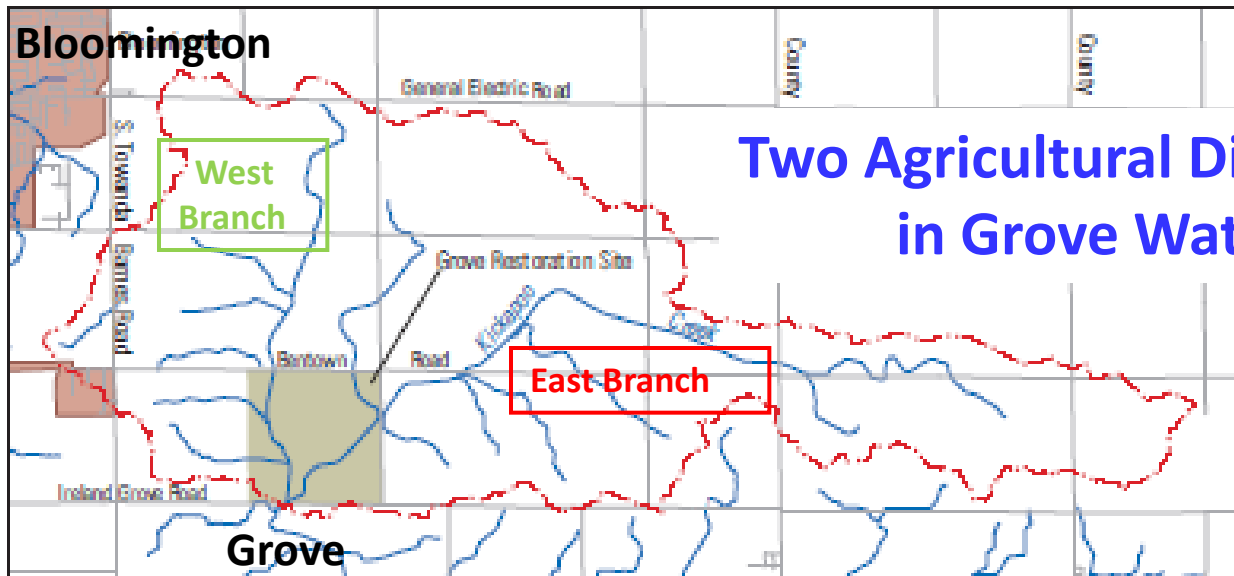 Bloomington
General Electric Road
County
County
S. Towanda Barnes Road
West
Branch
Two Agricultural Di
in Grove Wat
Grove Restoration Site
Kickapoo
Creek
Bentown Road
East Branch
Ireland Grove Road
Grove